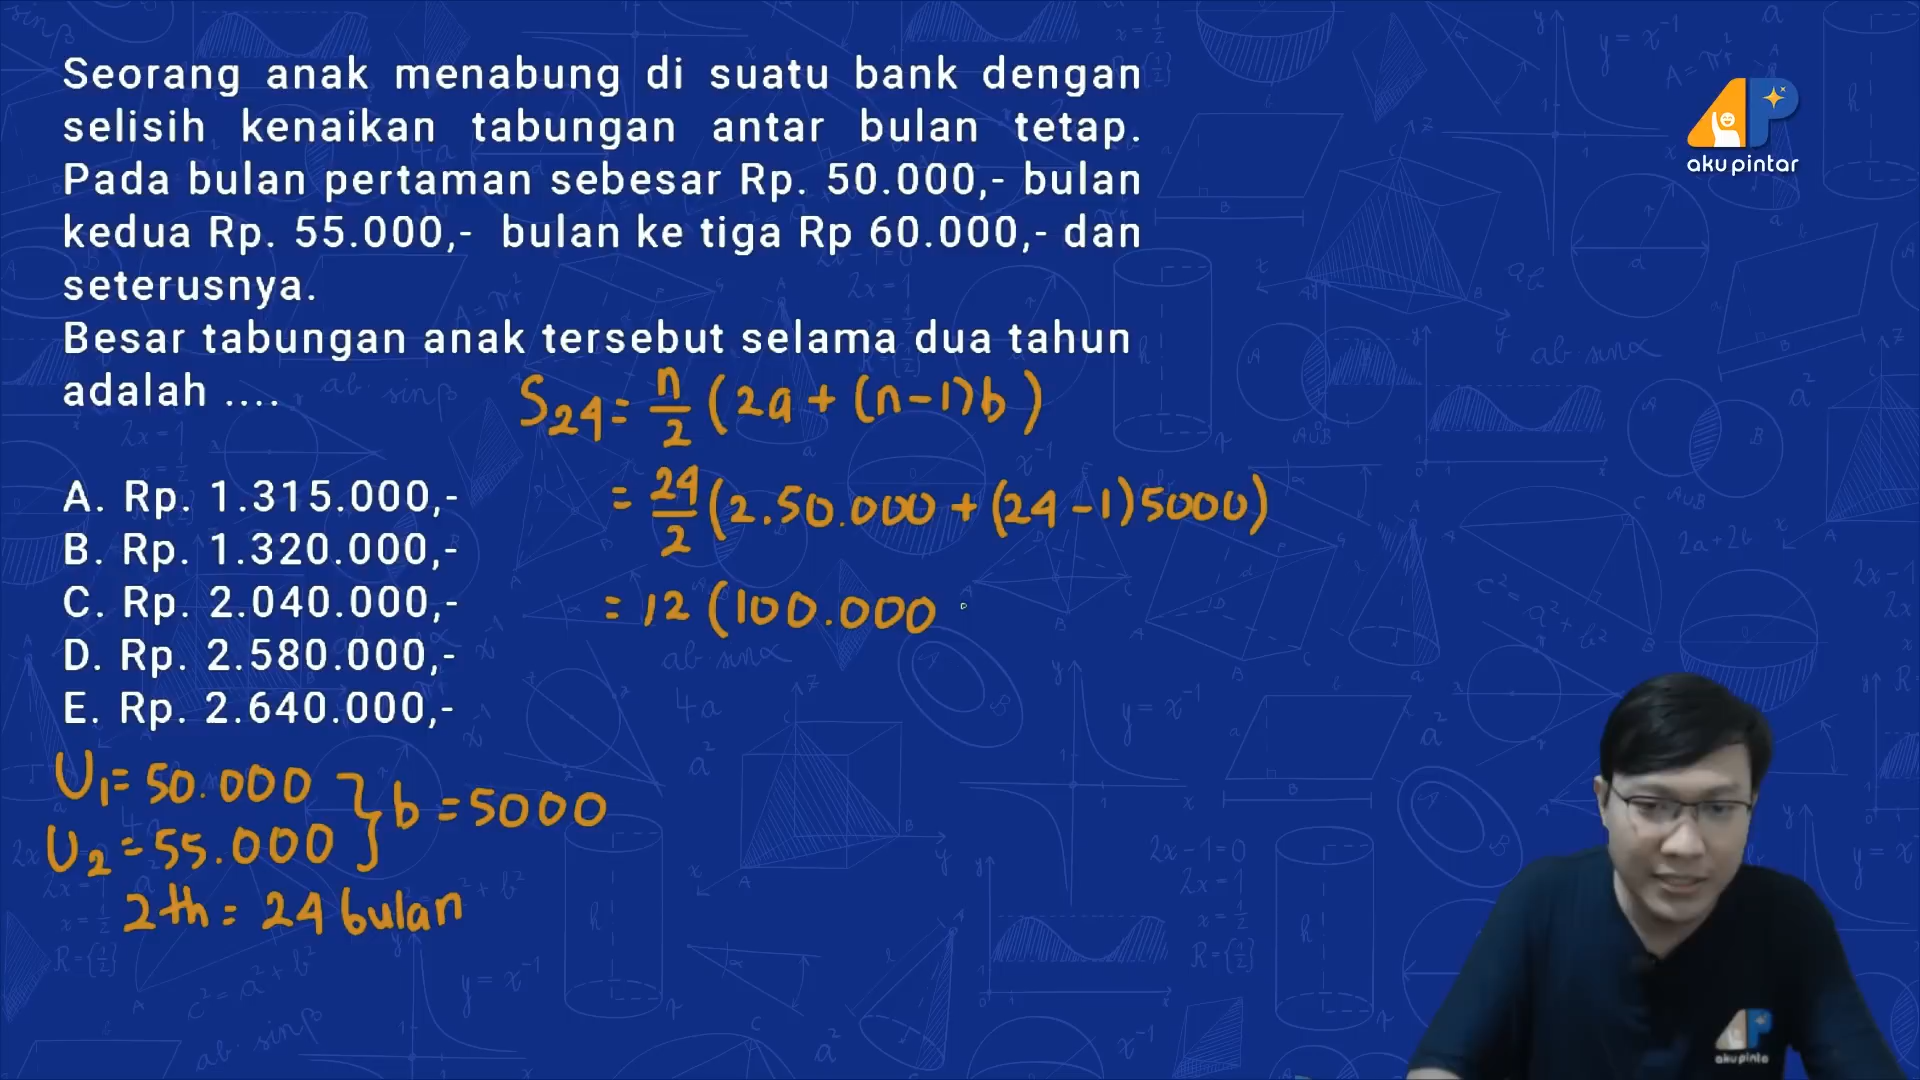 Seorang anak menabung di suatu bank dengan
selisih kenaikan tabungan antar bulan tetap.
Pada bulan pertaman sebesar Rp. 50.000,- bulan
kedua Rp. 55.000,- bulan ke tiga Rp 60.000,- dan
seterusnya.
Besar tabungan anak tersebut selama dua tahun
adalah ....
A. Rp. 1.315.000,-
B. Rp. 1.320.000,-
C. Rp. 2.040.000,-
D. Rp. 2.580.000,-
E. Rp. 2.640.000,-
S24 = n/2 (2a + (n-1)b)
= 24/2 (2.50.000 + (24-1)5000)
= 12 (100.000
U1 = 50.000 } b = 5000
U2 = 55.000
2th = 24 bulan
AP
aku pintar
aku pintar